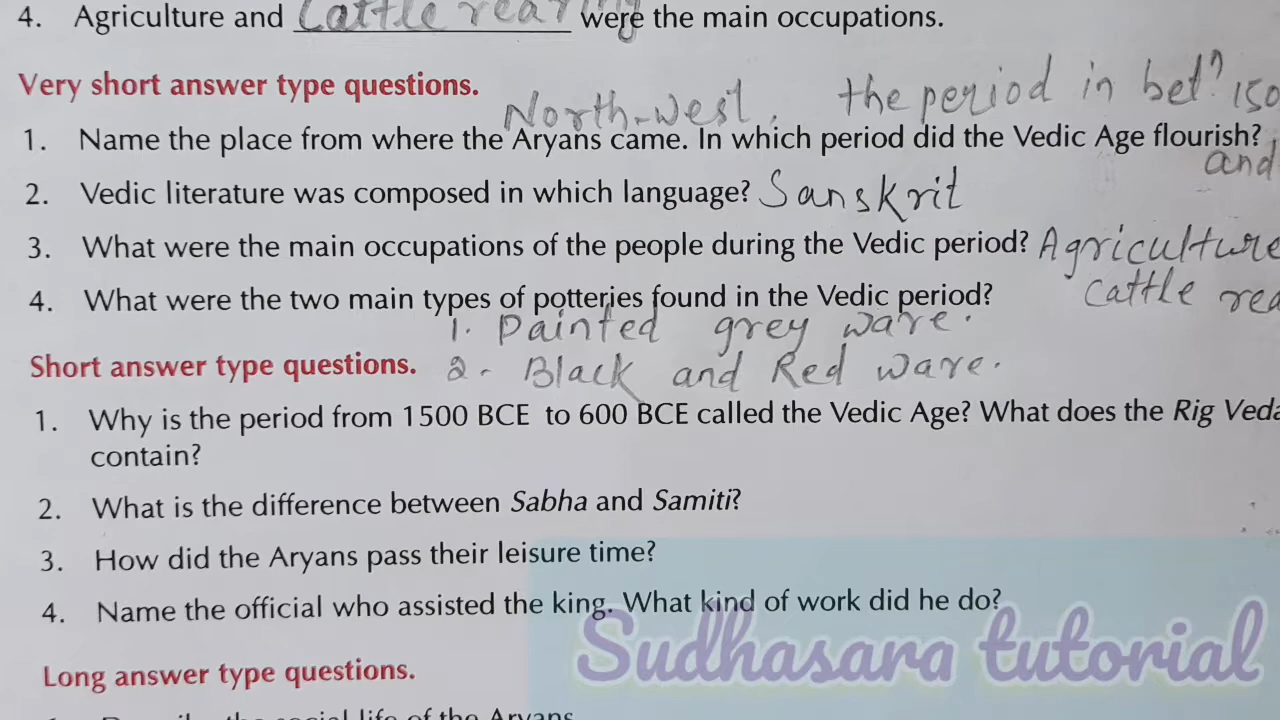 4. Agriculture and Cattle rearing were the main occupations.
Very short answer type questions.
North-west. the period in betn 150
1. Name the place from where the Aryans came. In which period did the Vedic Age flourish?
and
2. Vedic literature was composed in which language? Sanskrit
3. What were the main occupations of the people during the Vedic period? Agriculture
4. What were the two main types of potteries found in the Vedic period? Cattle rea
1. Painted grey ware.
Short answer type questions. 2. Black and Red ware.
1. Why is the period from 1500 BCE to 600 BCE called the Vedic Age? What does the Rig Veda
contain?
2. What is the difference between Sabha and Samiti?
3. How did the Aryans pass their leisure time?
4. Name the official who assisted the king. What kind of work did he do?
Sudhasara tutorial
Long answer type questions.
the social life of the Aryans